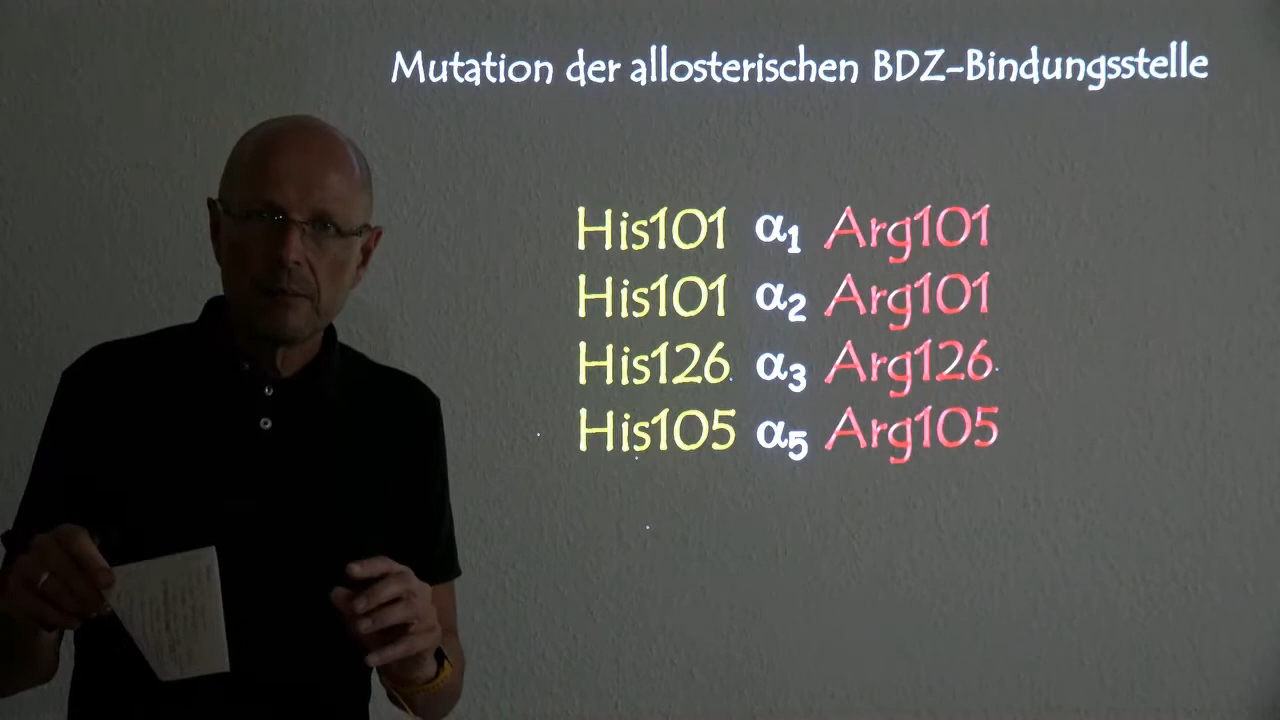 Mutation der allosterischen BDZ-Bindungsstelle
His101 α₁ Arg101
His101 α₂ Arg101
His126 α₃ Arg126
His105 α₅ Arg105